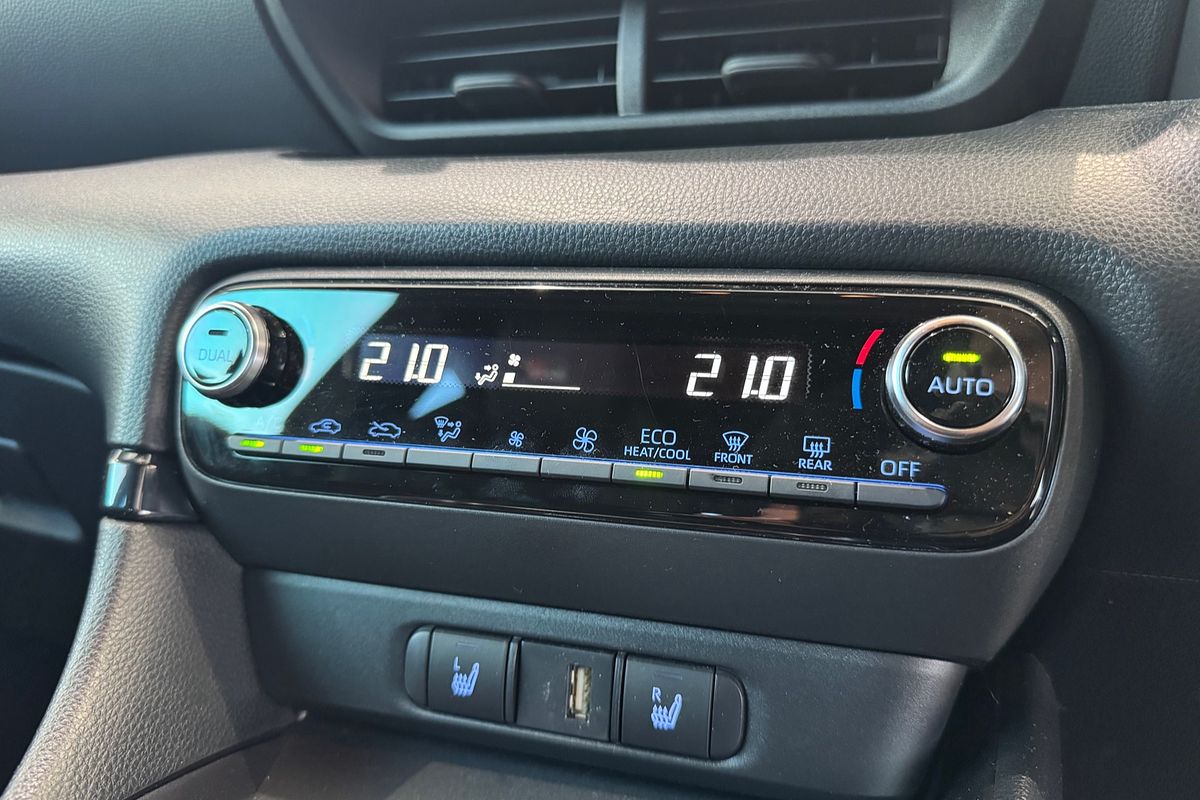 DUAL
21.0
21.0
AUTO
ECO
HEAT/COOL
FRONT
REAR
OFF
L
R